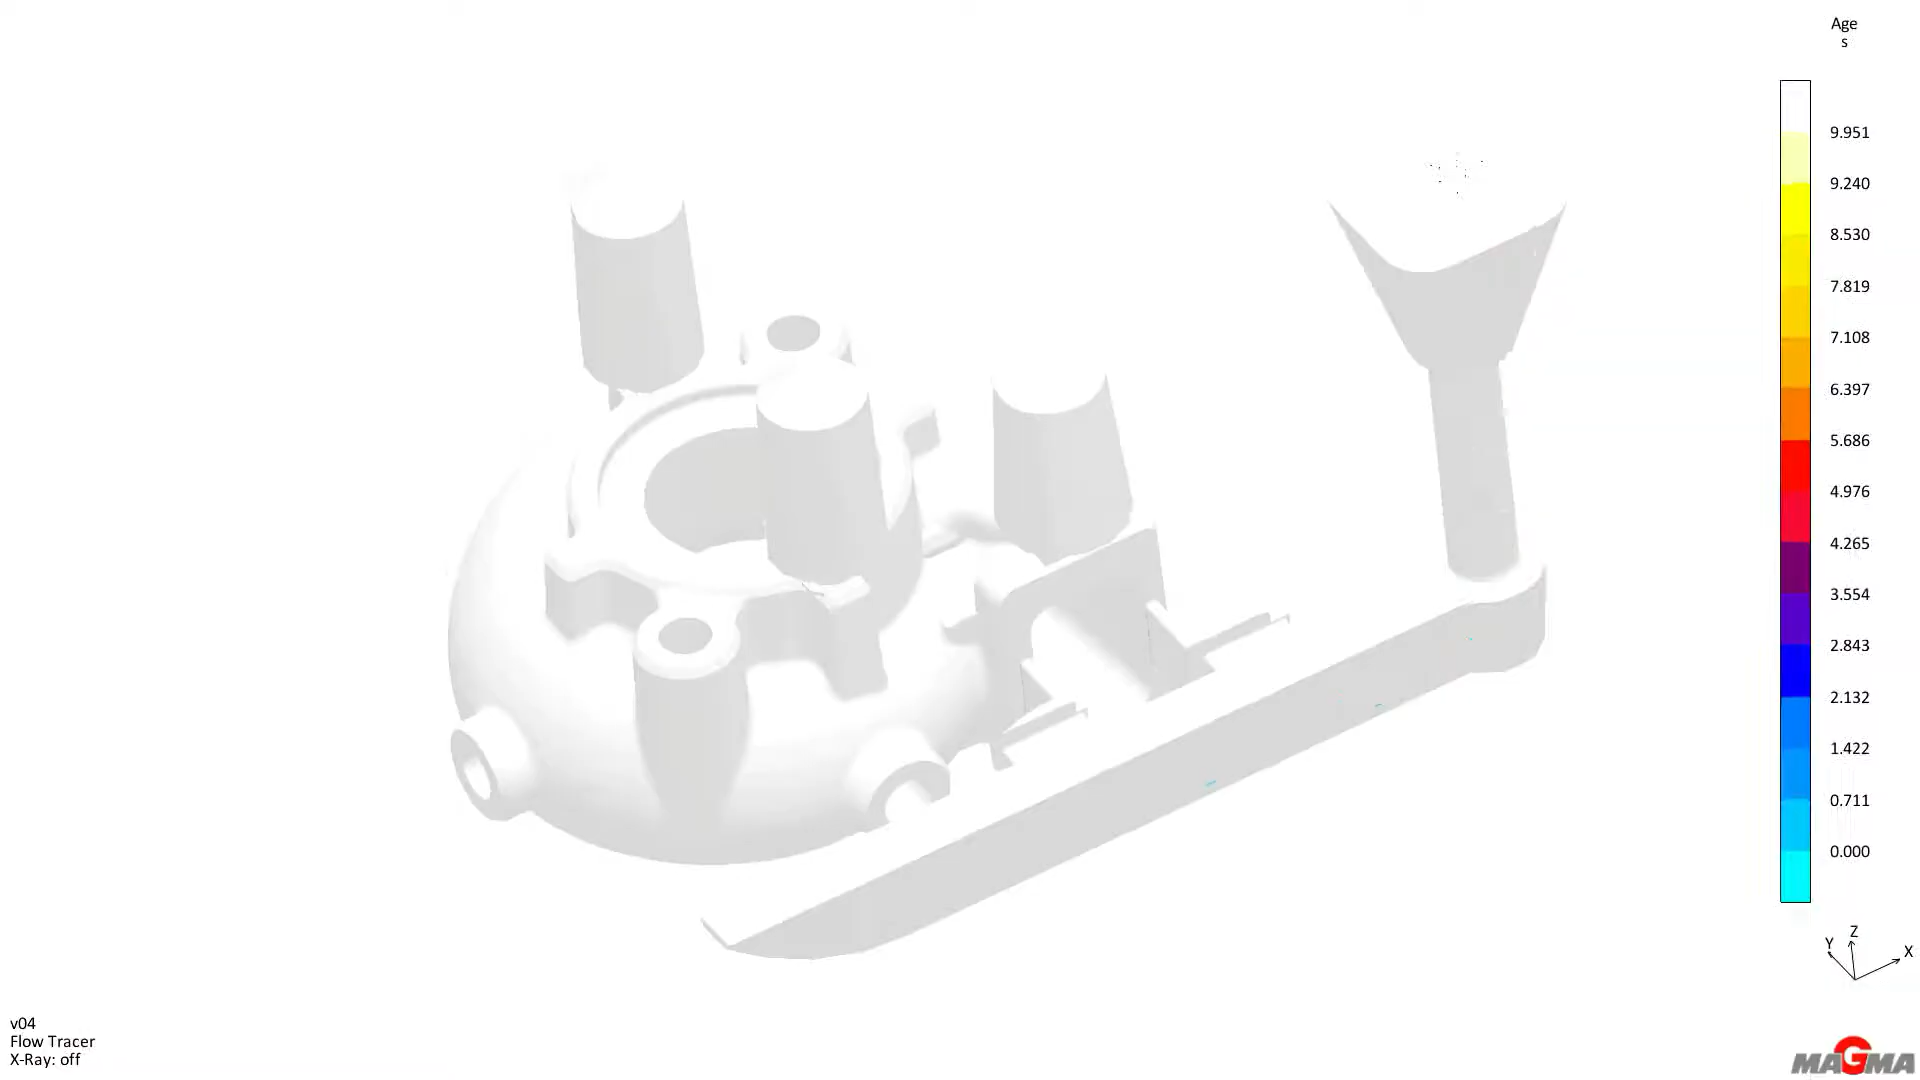 Age
s
9.951
9.240
8.530
7.819
7.108
6.397
5.686
4.976
4.265
3.554
2.843
2.132
1.422
0.711
0.000
Z
Y
X
v04
Flow Tracer
X-Ray: off
MAGMA